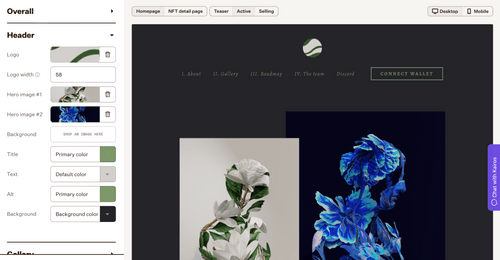 Overall
Homepage NFT detail page Teaser Active Selling Desktop Mobile
Header
Logo
Logo width 58
Hero image #1
Hero image #2
Background DROP AN IMAGE HERE
Title Primary color
Text Default color
Alt Primary color
Background Background color
Gallery
I. About II. Gallery III. Roadmap IV. The team Discord CONNECT WALLET
Chat with Kairos